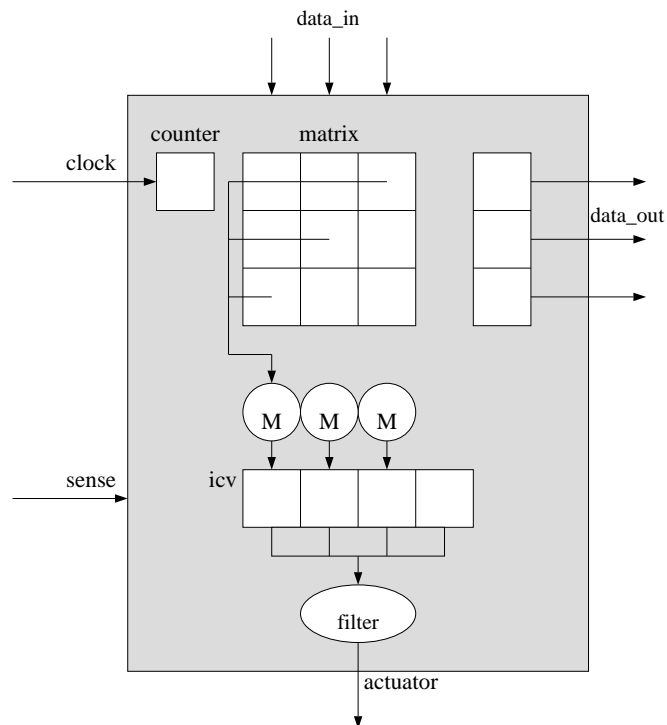 data_in
counter
matrix
clock
data_out
M
M
M
sense
icv
filter
actuator